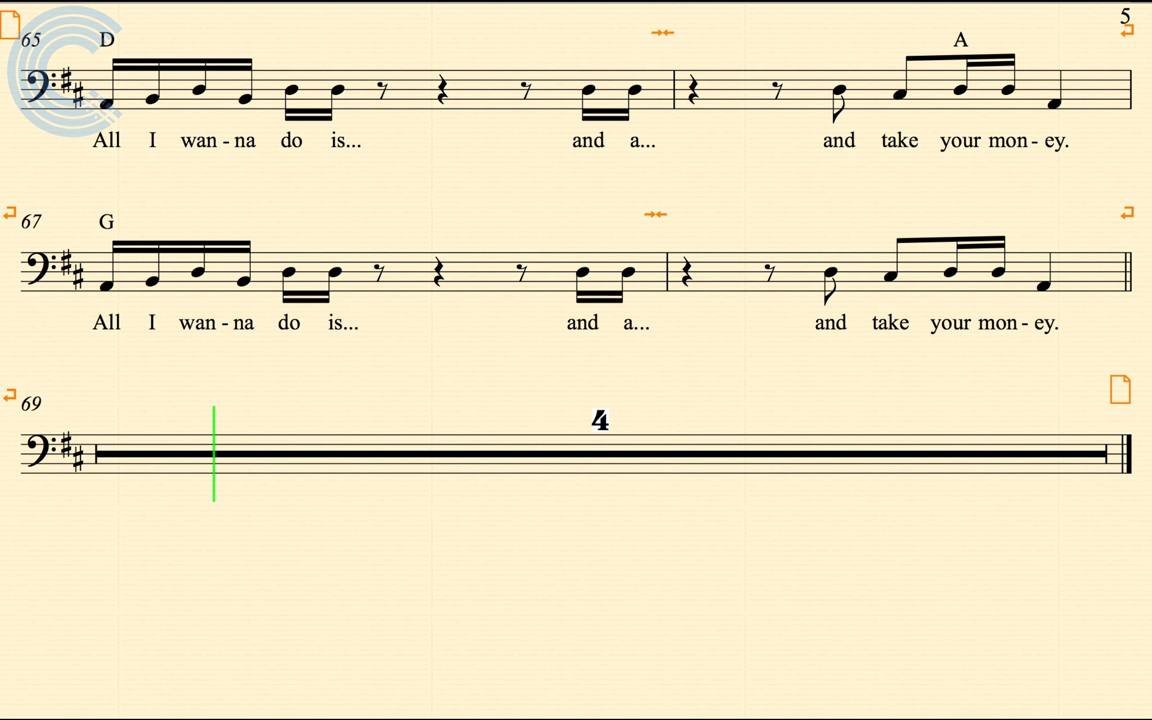 5
65 D A
All I wan - na do is... and a... and take your mon - ey.
67 G
All I wan - na do is... and a... and take your mon - ey.
69
4